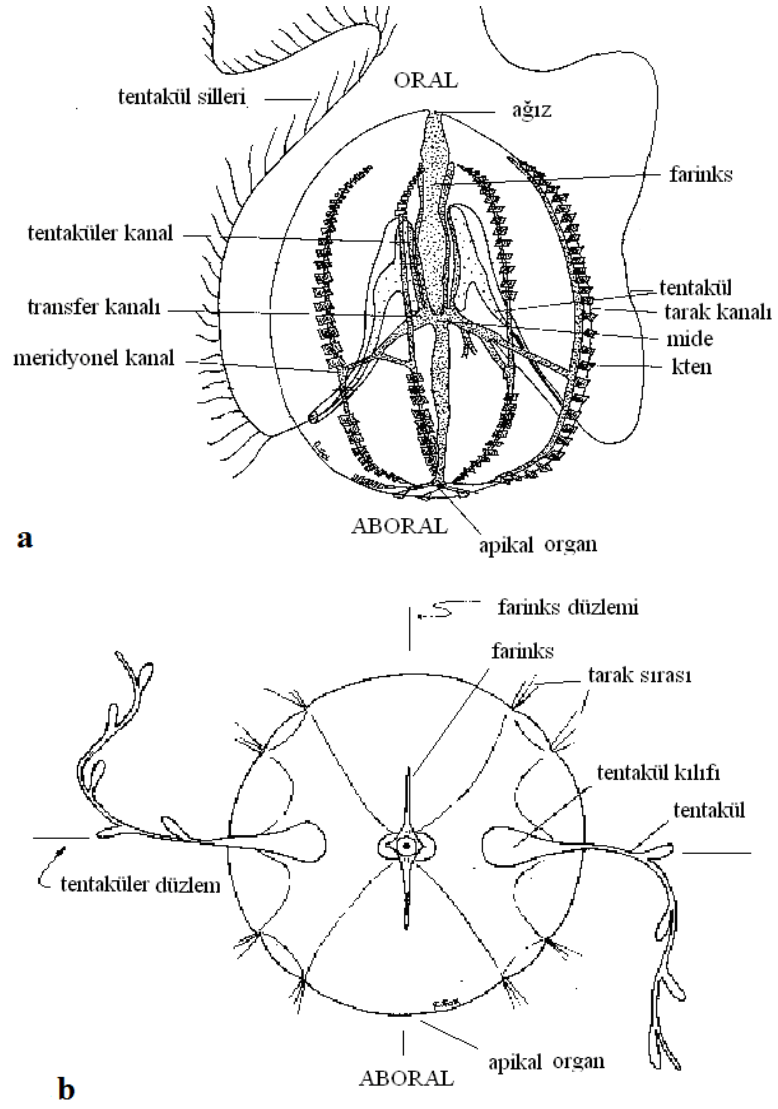 ORAL
tentakül silleri
ağız
farinks
tentaküler kanal
tentakül
transfer kanalı
tarak kanalı
mide
meridyonel kanal
kten
ABORAL
a
apikal organ
farinks düzlemi
farinks
tarak sırası
tentakül kılıfı
tentakül
tentaküler düzlem
apikal organ
ABORAL
b